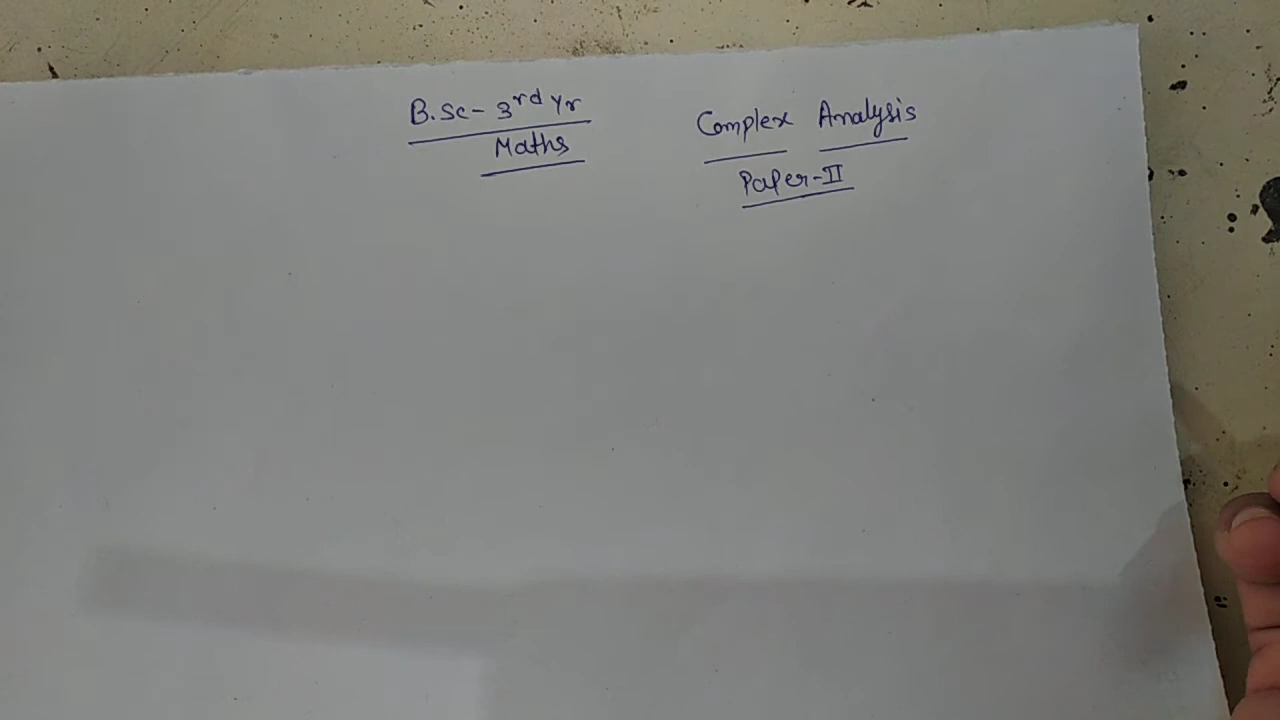 B.Sc- 3rd Yr
Maths
Complex Analysis
Paper-II